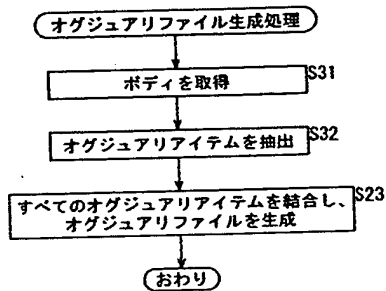 オグジュアリファイル生成処理
ボディを取得
S31
オグジュアリアイテムを抽出
S32
すべてのオグジュアリアイテムを結合し、
オグジュアリファイルを生成
S23
おわり